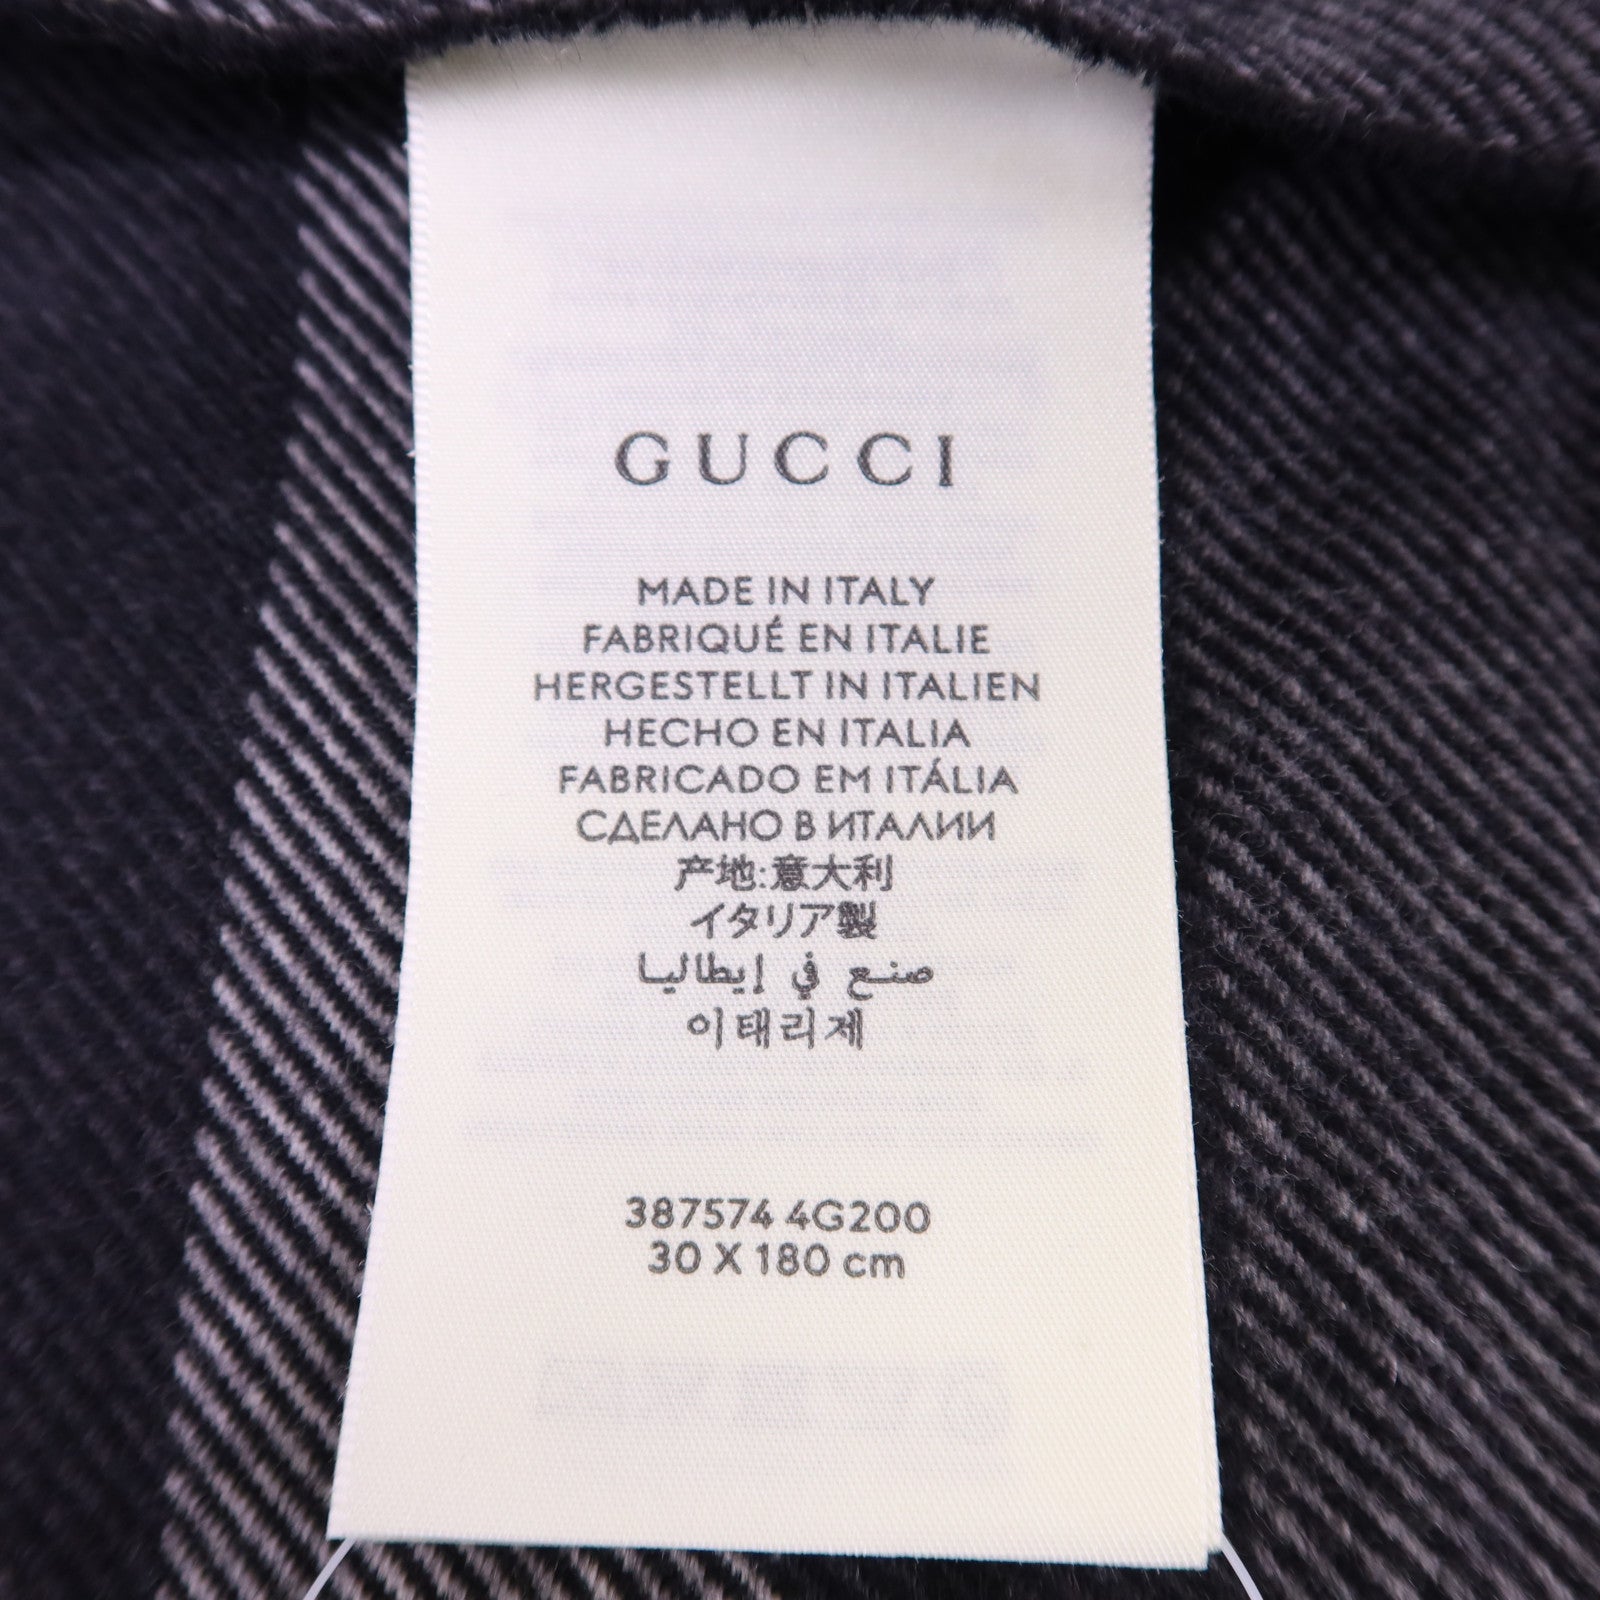 GUCCI
MADE IN ITALY
FABRIQUÉ EN ITALIE
HERGESTELLT IN ITALIEN
HECHO EN ITALIA
FABRICADO EM ITÁLIA
СДЕЛАНО В ИТАЛИИ
产地:意大利
イタリア製
صنع في إيطاليا
이태리제
387574 4G200
30 X 180 cm